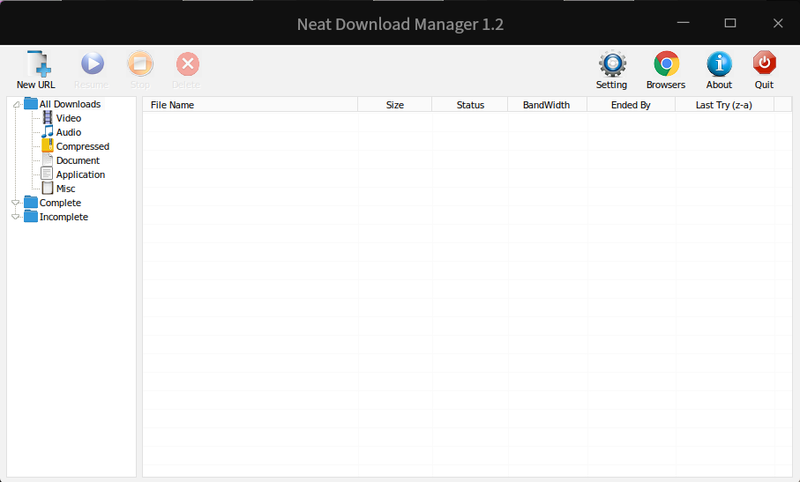 Neat Download Manager 1.2
New URL Resume Stop Delete Setting Browsers About Quit
All Downloads
Video
Audio
Compressed
Document
Application
Misc
Complete
Incomplete
File Name Size Status BandWidth Ended By Last Try (z-a)